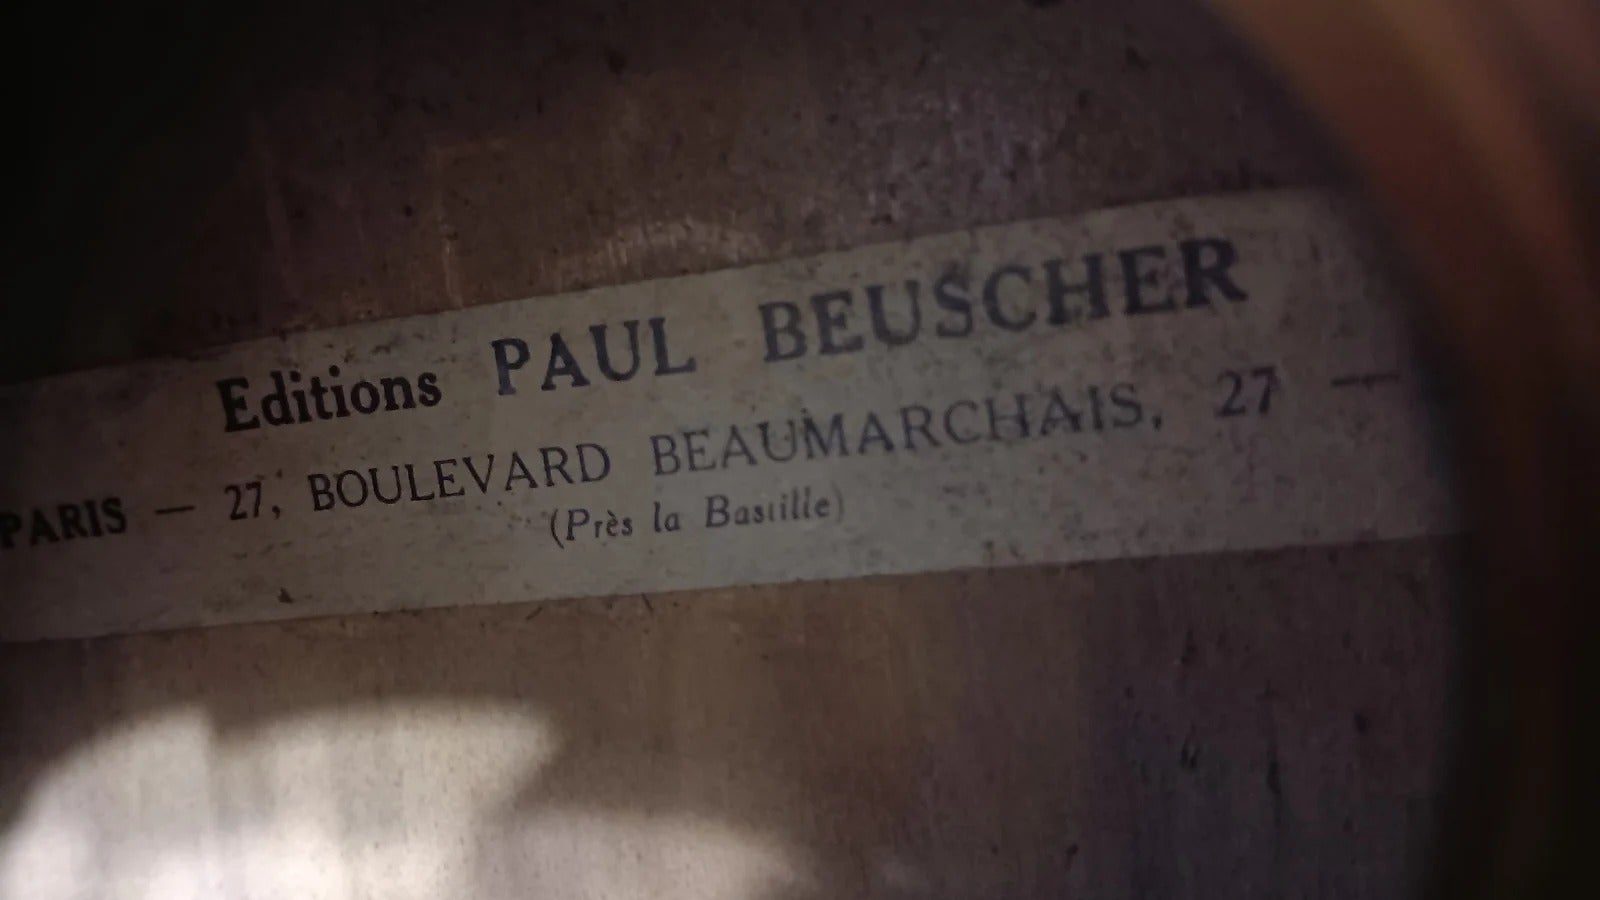 Editions PAUL BEUSCHER
PARIS — 27, BOULEVARD BEAUMARCHAIS, 27 —
(Près la Bastille)